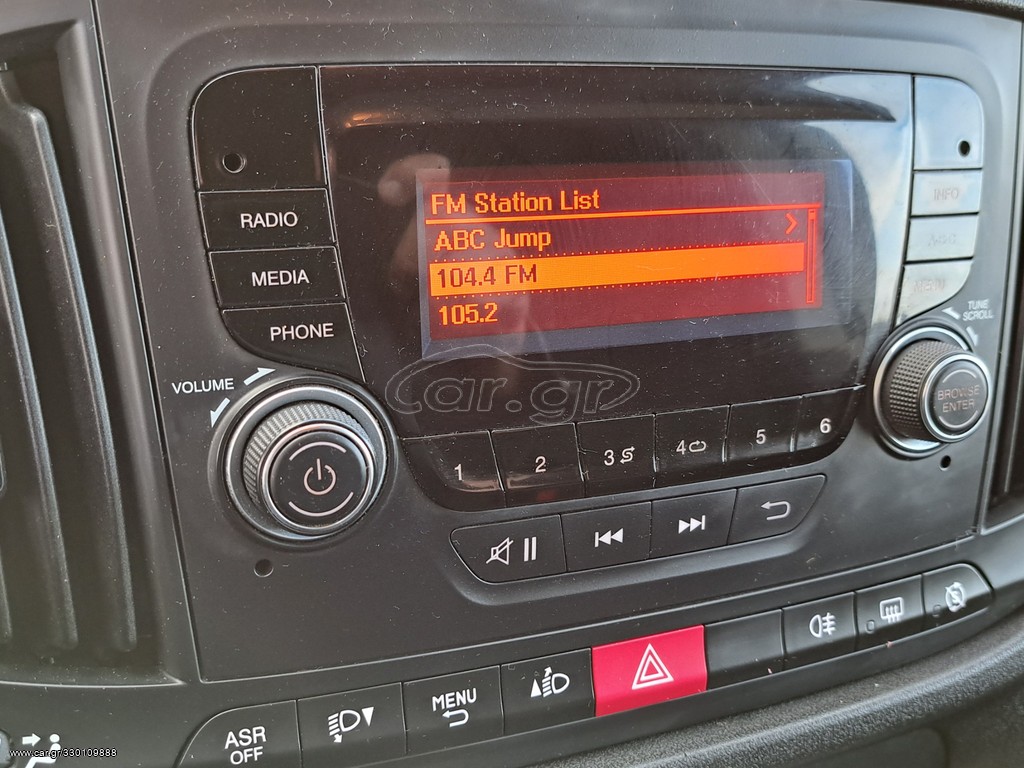 FM Station List
ABC Jump
104.4 FM
105.2
RADIO
MEDIA
PHONE
VOLUME
INFO
A-B-C
MENU
TUNE
SCROLL
BROWSE
ENTER
car.gr
1
2
3
4
5
6
MENU
ASR
OFF
www.car.gr/330109888